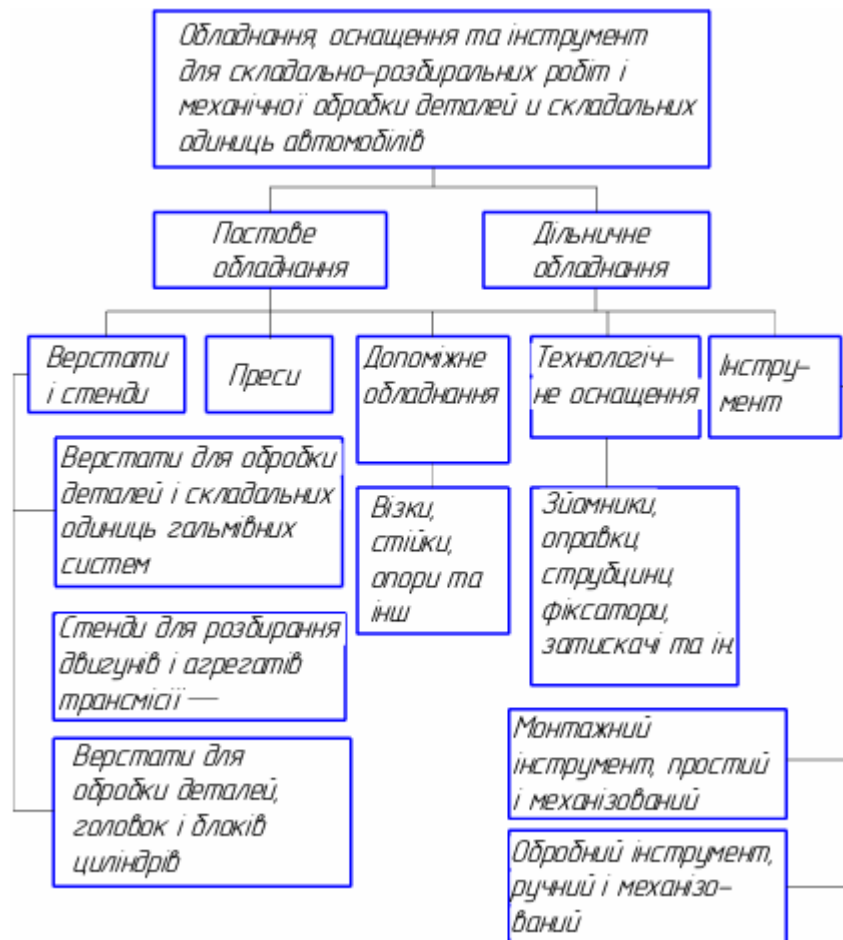 Обладнання, оснащення та інструмент
для складально-розбиральних робіт і
механічної обробки деталей и складальних
одиниць автомобілів
Постове
обладнання
Дільничне
обладнання
Верстати
і стенди
Преси
Допоміжне
обладнання
Технологіч-
не оснащення
Інстру-
мент
Верстати для обробки
деталей і складальних
одиниць гальмівних
систем
Візки,
стійки,
опори та
інш
Зйомники,
оправки,
струбцини,
фіксатори,
затискачі та ін.
Стенди для розбирання
двигунів і агрегатів
трансмісії —
Верстати для
обробки деталей,
головок і блоків
циліндрів
Монтажний
інструмент, простий
і механізований
Обробний інструмент,
ручний і механізо-
ваний